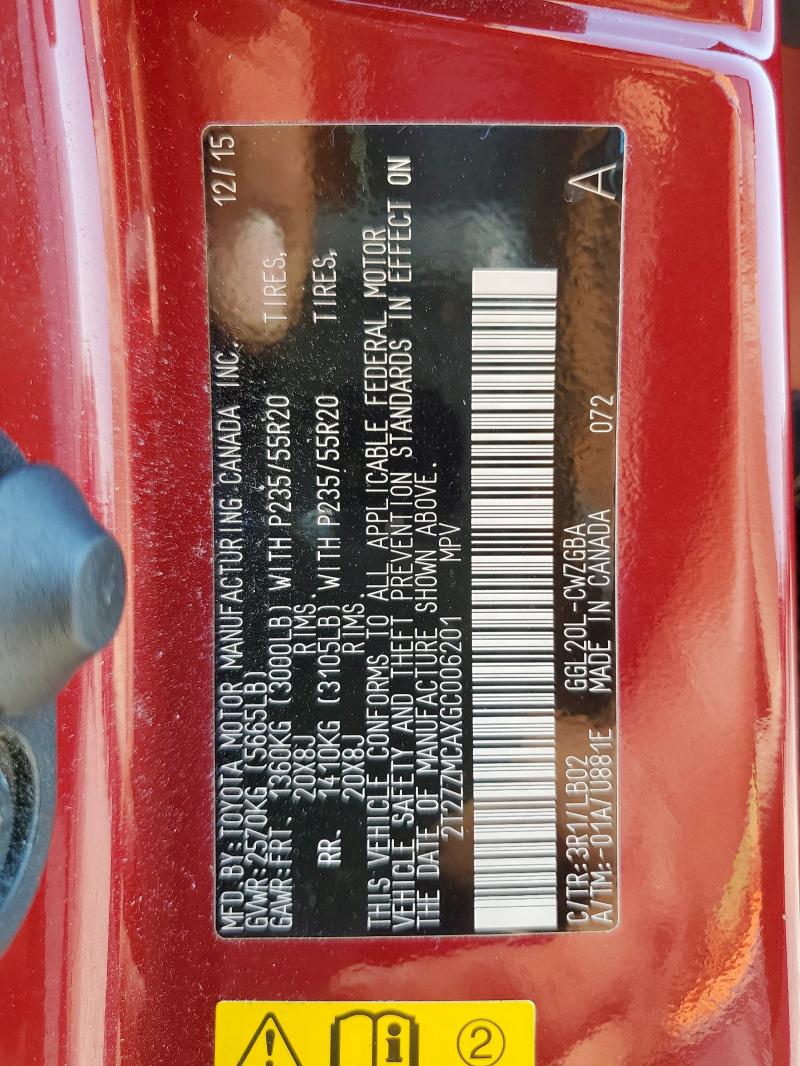 MFD.BY:TOYOTA MOTOR MANUFACTURING CANADA INC. 12/15
GVWR:2570KG (5665LB)
GAWR:FRT. 1360KG (3000LB) WITH P235/55R20 TIRES,
20X8J RIMS.
RR. 1410KG (3105LB) WITH P235/55R20 TIRES,
20X8J RIMS.
THIS VEHICLE CONFORMS TO ALL APPLICABLE FEDERAL MOTOR
VEHICLE SAFETY AND THEFT PREVENTION STANDARDS IN EFFECT ON
THE DATE OF MANUFACTURE SHOWN ABOVE.
2T2ZZMCAXGC006201 MPV
C/TR:3R1/LB02 GGL20L-CWZGBA
A/TM:-01A/U881E MADE IN CANADA 072 A
2